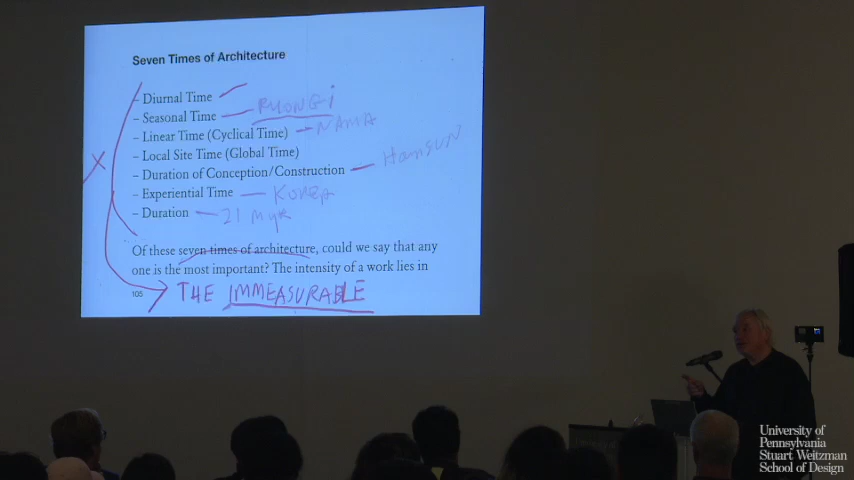 Seven Times of Architecture
– Diurnal Time
– Seasonal Time
– Linear Time (Cyclical Time) NAMA
– Local Site Time (Global Time)
– Duration of Conception/Construction
– Experiential Time KOREA
– Duration 21 myr
Of these seven times of architecture, could we say that any
one is the most important? The intensity of a work lies in
105 THE IMMEASURABLE
University of
Pennsylvania
Stuart Weitzman
School of Design